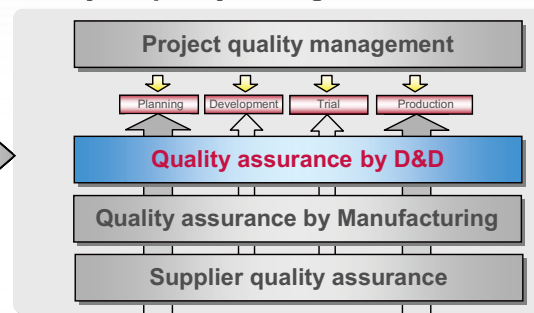 Project quality management
Planning Development Trial Production
Quality assurance by D&D
Quality assurance by Manufacturing
Supplier quality assurance